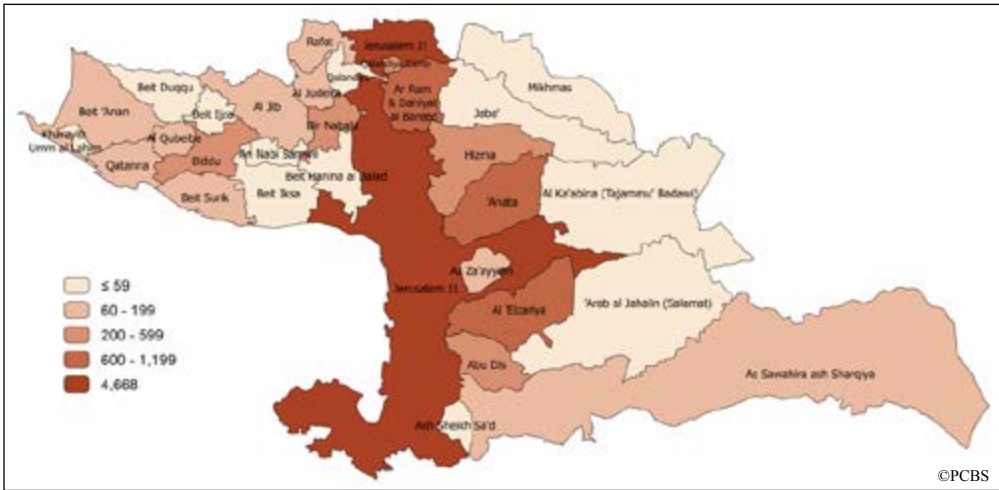 Rafat
Jerusalem J1
Qalandiya
Beit Duqqu
Al Judeira
Ar Ram
& Dahiyat
al Bareed
Mikhmas
Beit Ijza
Al Jib
Jaba'
Beit 'Anan
Bir Nabala
Kharayib
Umm al Lahim
Al Qubeiba
Hizma
Biddu
An Nabi Samwil
Qatanna
Beit Hanina al Balad
Al Ka'abina (Tajammu' Badawi)
Beit Surik
Beit Iksa
'Anata
Az Za'ayyem
≤ 59
60 - 199
200 - 599
600 - 1,199
4,668
Jerusalem J1
Al 'Eizariya
'Arab al Jahalin (Salamat)
Abu Dis
As Sawahira ash Sharqiya
Ash Sheikh Sa'd
©PCBS